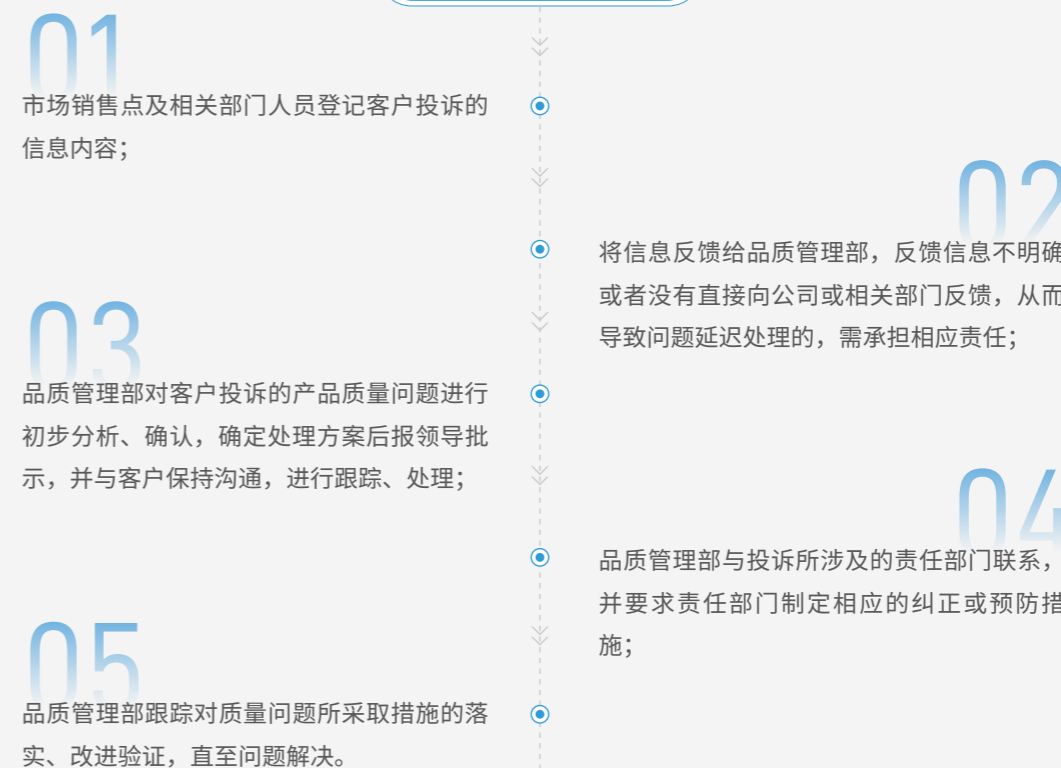 01
市场销售点及相关部门人员登记客户投诉的
信息内容；
02
将信息反馈给品质管理部，反馈信息不明确
或者没有直接向公司或相关部门反馈，从而
导致问题延迟处理的，需承担相应责任；
03
品质管理部对客户投诉的产品质量问题进行
初步分析、确认，确定处理方案后报领导批
示，并与客户保持沟通，进行跟踪、处理；
04
品质管理部与投诉所涉及的责任部门联系，
并要求责任部门制定相应的纠正或预防措
施；
05
品质管理部跟踪对质量问题所采取措施的落
实、改进验证，直至问题解决。